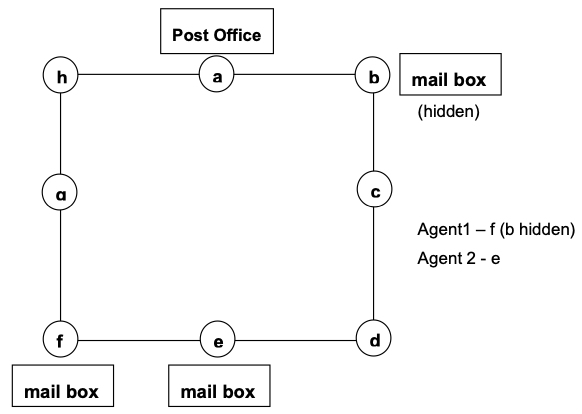 Post Office
h
a
b
mail box
(hidden)
g
c
Agent1 – f (b hidden)
Agent 2 - e
f
e
d
mail box
mail box